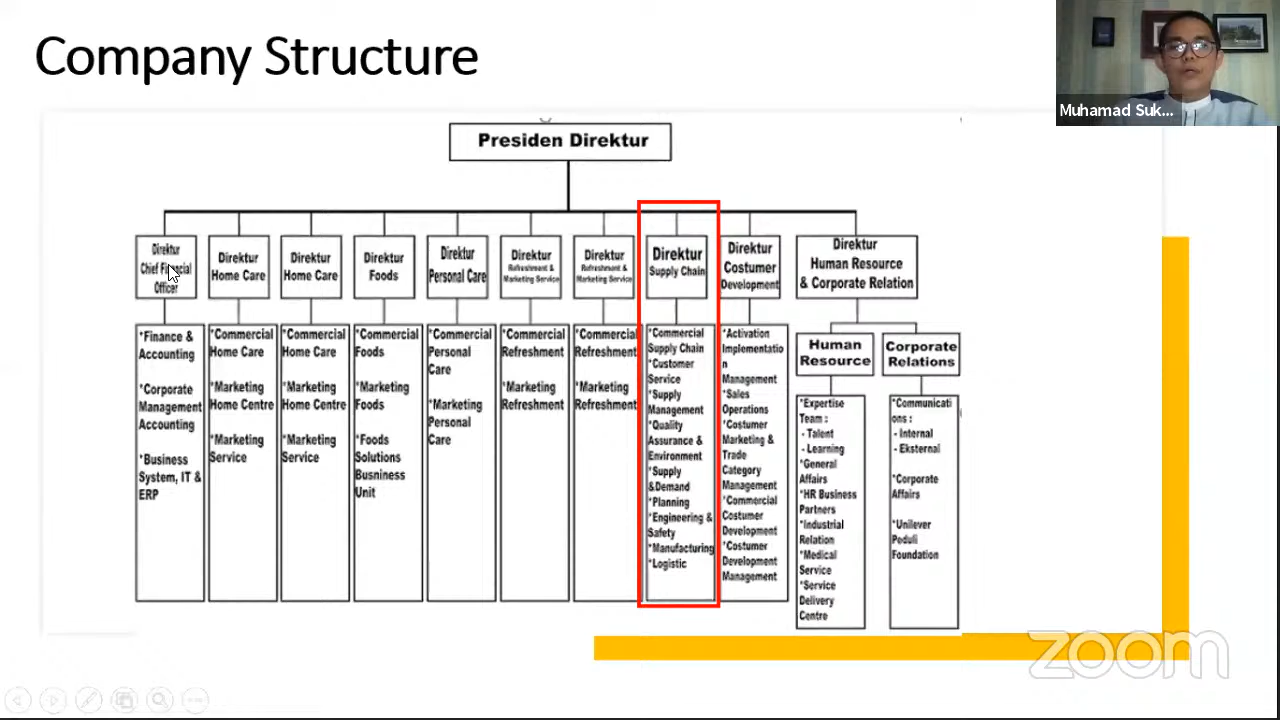 Company Structure
Muhamad Suk...
Presiden Direktur
Direktur
Chief Financial
Officer
Direktur
Home Care
Direktur
Home Care
Direktur
Foods
Direktur
Personal Care
Direktur
Refreshment &
Marketing Service
Direktur
Refreshment &
Marketing Service
Direktur
Supply Chain
Direktur
Costumer
Development
Direktur
Human Resource
& Corporate Relation
*Finance &
Accounting
*Corporate
Management
Accounting
*Business
System, IT &
ERP
*Commercial
Home Care
*Marketing
Home Centre
*Marketing
Service
*Commercial
Home Care
*Marketing
Home Centre
*Marketing
Service
*Commercial
Foods
*Marketing
Foods
*Foods
Solutions
Busniness
Unit
*Commercial
Personal
Care
*Marketing
Personal
Care
*Commercial
Refreshment
*Marketing
Refreshment
*Commercial
Refreshment
*Marketing
Refreshment
*Commercial
Supply Chain
*Customer
Service
*Supply
Management
*Quality
Assurance &
Environment
*Supply
&Demand
*Planning
*Engineering &
Safety
*Manufacturing
*Logistic
*Activation
Implementatio
n
Management
*Sales
Operations
*Costumer
Marketing &
Trade
Category
Management
*Commercial
Costumer
Development
*Costumer
Development
Management
Human
Resource
*Expertise
Team :
- Talent
- Learning
*General
Affairs
*HR Business
Partners
*Industrial
Relation
*Medical
Service
*Service
Delivery
Centre
Corporate
Relations
*Communicati
ons :
- Internal
- Eksternal
*Corporate
Affairs
*Unilever
Peduli
Foundation
zoom